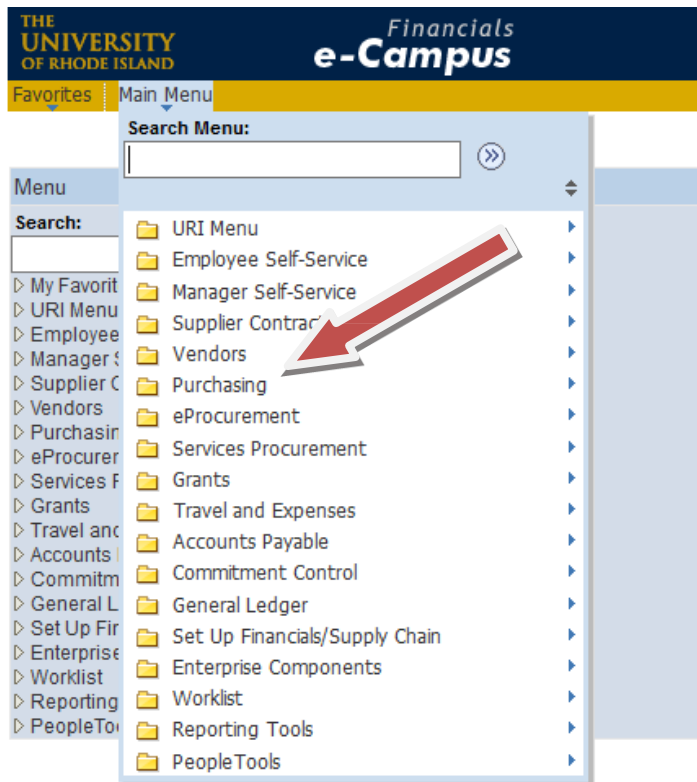 THE
UNIVERSITY
OF RHODE ISLAND
Financials
e-Campus
Favorites Main Menu
Search Menu:
Menu
Search:
My Favorit
URI Menu
Employee
Manager S
Supplier C
Vendors
Purchasin
eProcurer
Services F
Grants
Travel and
Accounts
Commitm
General L
Set Up Fir
Enterprise
Worklist
Reporting
PeopleToo
URI Menu
Employee Self-Service
Manager Self-Service
Supplier Contrac
Vendors
Purchasing
eProcurement
Services Procurement
Grants
Travel and Expenses
Accounts Payable
Commitment Control
General Ledger
Set Up Financials/Supply Chain
Enterprise Components
Worklist
Reporting Tools
PeopleTools